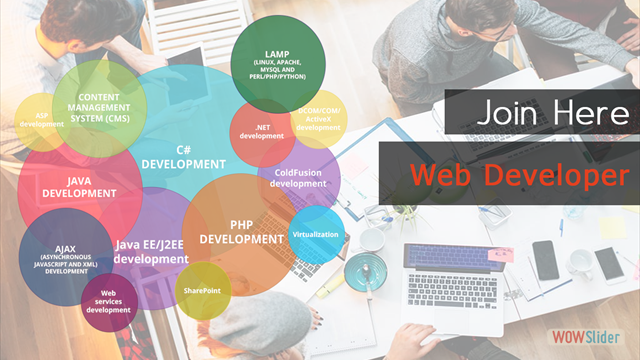 LAMP
(LINUX, APACHE,
MYSQL AND
PERL/PHP/PYTHON)
CONTENT
MANAGEMENT
SYSTEM (CMS)
ASP
development
DCOM/COM/
ActiveX
development
.NET
development
C#
DEVELOPMENT
ColdFusion
development
JAVA
DEVELOPMENT
PHP
DEVELOPMENT
Virtualization
Java EE/J2EE
development
AJAX
(ASYNCHRONOUS
JAVASCRIPT AND XML)
DEVELOPMENT
SharePoint
Web
services
development
Join Here
Web Developer
WOWSlider